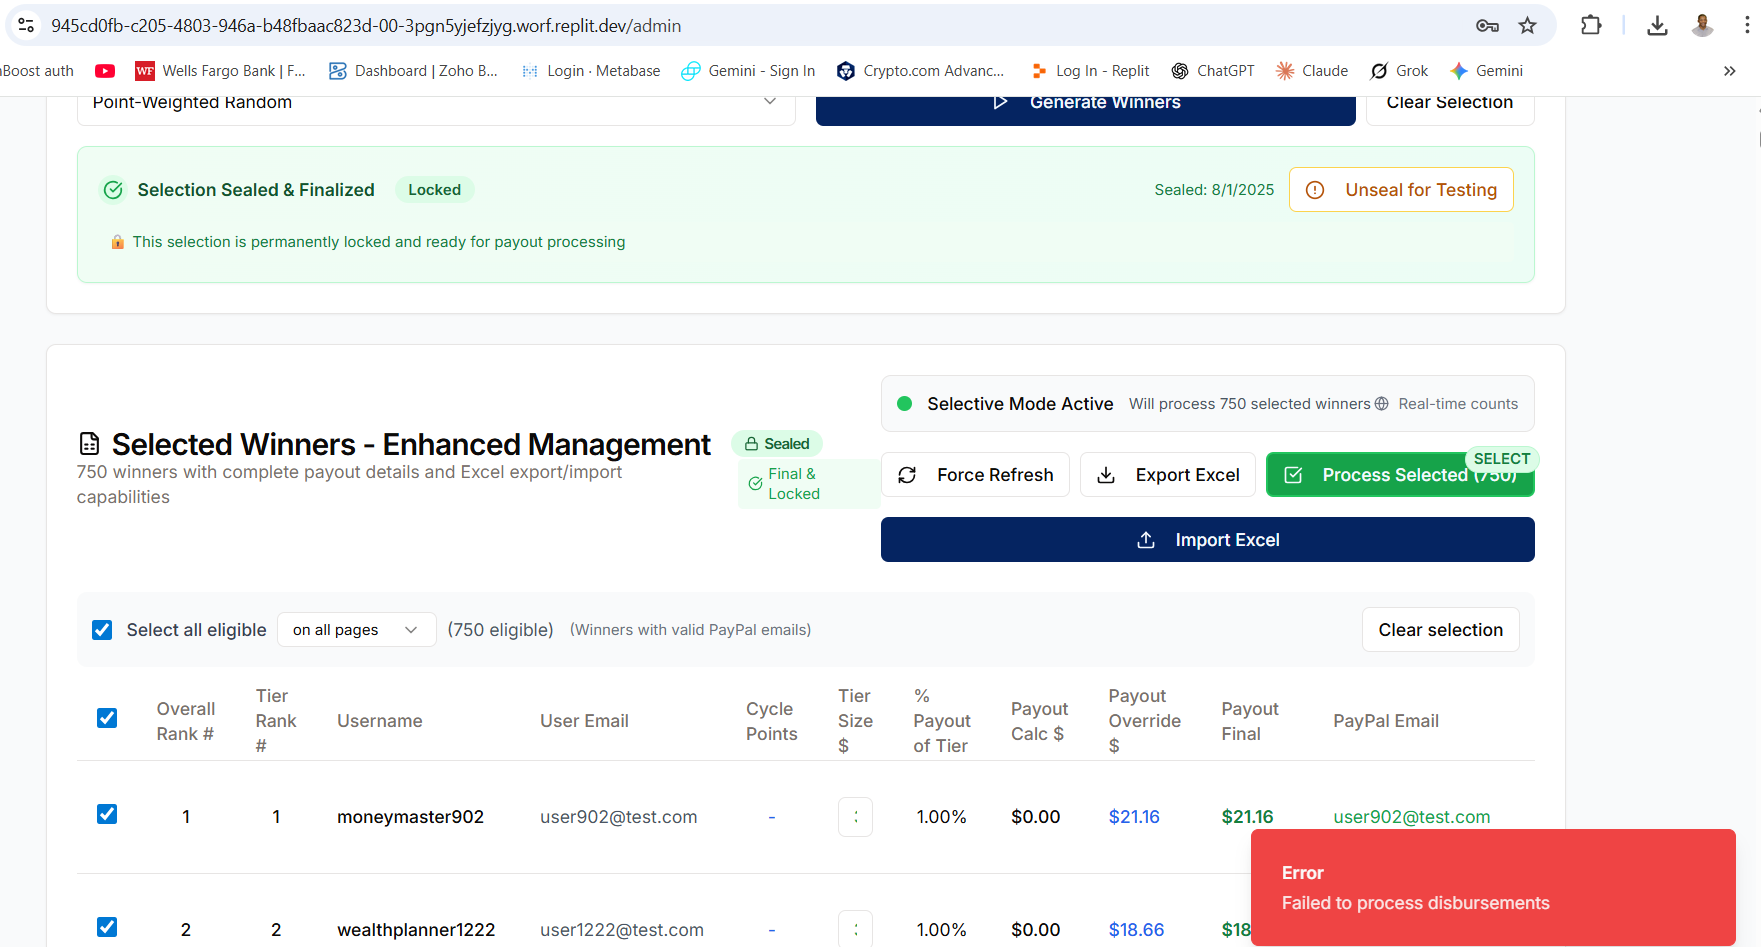 945cd0fb-c205-4803-946a-b48fbaac823d-00-3pgn5yjefzjyg.worf.replit.dev/admin
Boost auth
WF Wells Fargo Bank | F...
Dashboard | Zoho B...
Login · Metabase
Gemini - Sign In
Crypto.com Advanc...
Log In - Replit
ChatGPT
Claude
Grok
Gemini
»
Point-Weighted Random
Generate Winners
Clear Selection
Selection Sealed & Finalized
Locked
Sealed: 8/1/2025
Unseal for Testing
This selection is permanently locked and ready for payout processing
Selective Mode Active
Will process 750 selected winners
Real-time counts
Selected Winners - Enhanced Management
Sealed
750 winners with complete payout details and Excel export/import
capabilities
Final &
Locked
Force Refresh
Export Excel
Process Selected (750)
SELECT
Import Excel
Select all eligible
on all pages
(750 eligible)
(Winners with valid PayPal emails)
Clear selection
Overall
Rank #
Tier
Rank
#
Username
User Email
Cycle
Points
Tier
Size
$
%
Payout
of Tier
Payout
Calc $
Payout
Override
$
Payout
Final
PayPal Email
1 1 moneymaster902 user902@test.com - 1.00% $0.00 $21.16 $21.16 user902@test.com
2 2 wealthplanner1222 user1222@test.com - 1.00% $0.00 $18.66 $18
Error
Failed to process disbursements